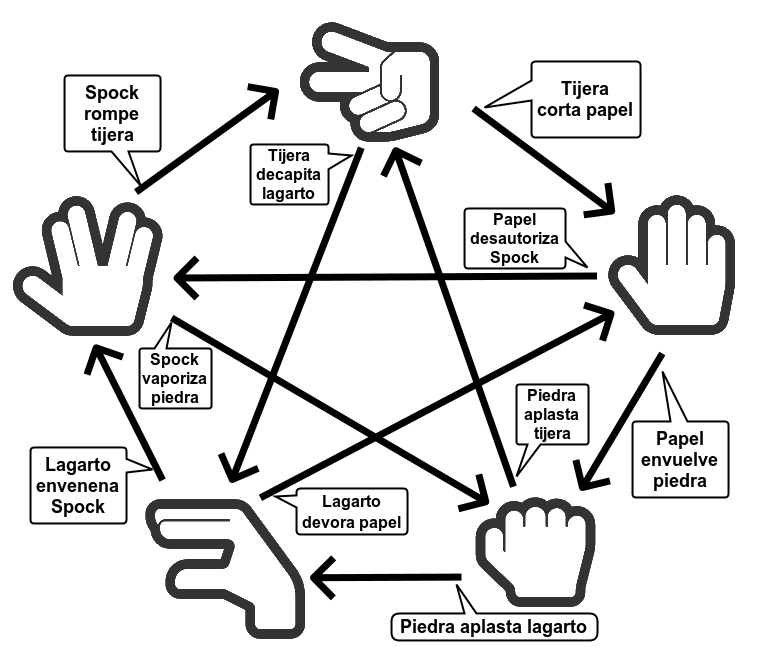 Spock
rompe
tijera
Tijera
corta papel
Tijera
decapita
lagarto
Papel
desautoriza
Spock
Spock
vaporiza
piedra
Piedra
aplasta
tijera
Papel
envuelve
piedra
Lagarto
envenena
Spock
Lagarto
devora papel
Piedra aplasta lagarto